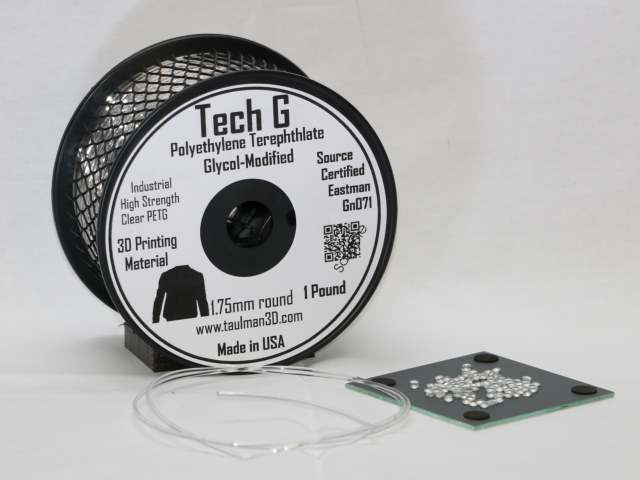 Tech G
Polyethylene Terephthlate
Glycol-Modified
Industrial
High Strength
Clear PETG
Source
Certified
Eastman
Gn071
3D Printing
Material
1.75mm round
1 Pound
www.taulman3D.com
Made in USA